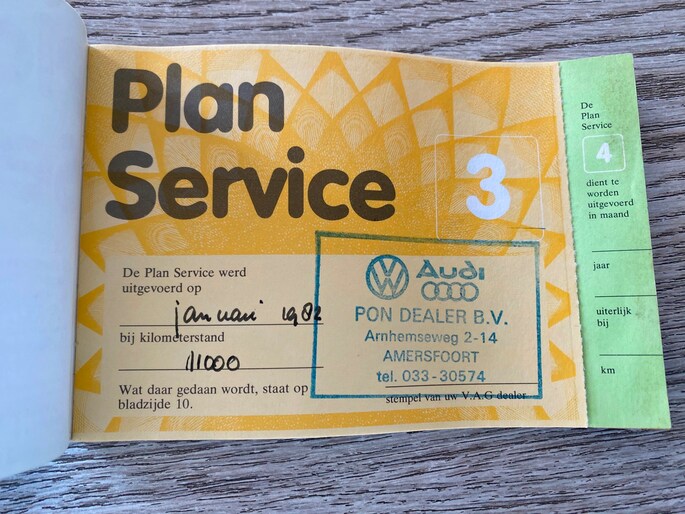 Plan
Service
3
De Plan Service werd
uitgevoerd op
januari 1982
bij kilometerstand
111000
Wat daar gedaan wordt, staat op
bladzijde 10.
Audi
PON DEALER B.V.
Arnhemseweg 2-14
AMERSFOORT
tel. 033-30574
stempel van uw V.A.G dealer
De
Plan
Service
4
dient te
worden
uitgevoerd
in maand
jaar
uiterlijk
bij
km